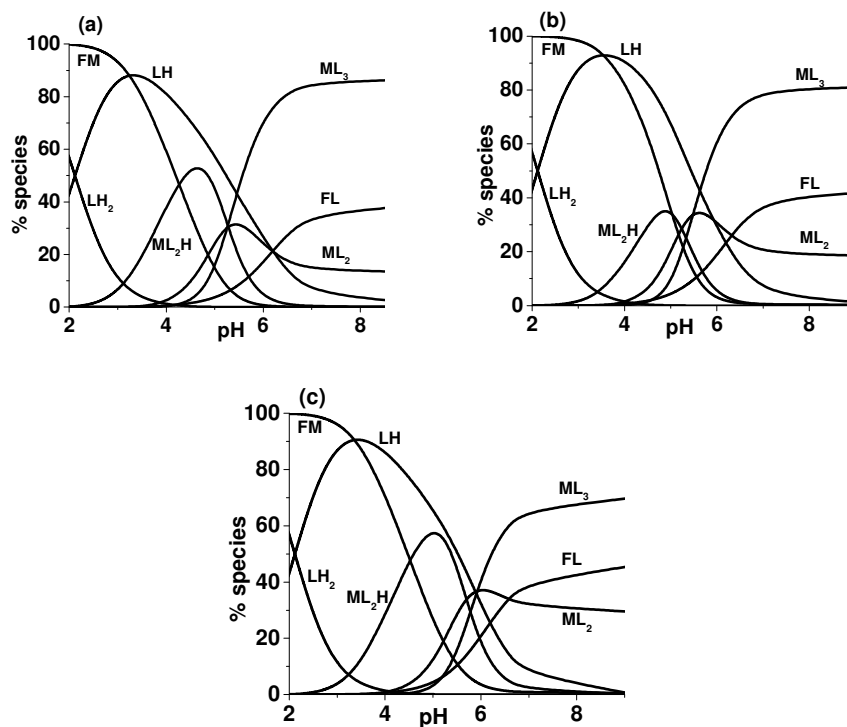 (a)
100
80
60
40
20
0
% species
FM
LH
ML3
LH2
ML2H
FL
ML2
2
4
6
8
pH
(b)
100
80
60
40
20
0
% species
FM
LH
ML3
LH2
ML2H
FL
ML2
2
4
6
8
pH
(c)
100
80
60
40
20
0
% species
FM
LH
ML3
LH2
ML2H
FL
ML2
2
4
6
8
pH